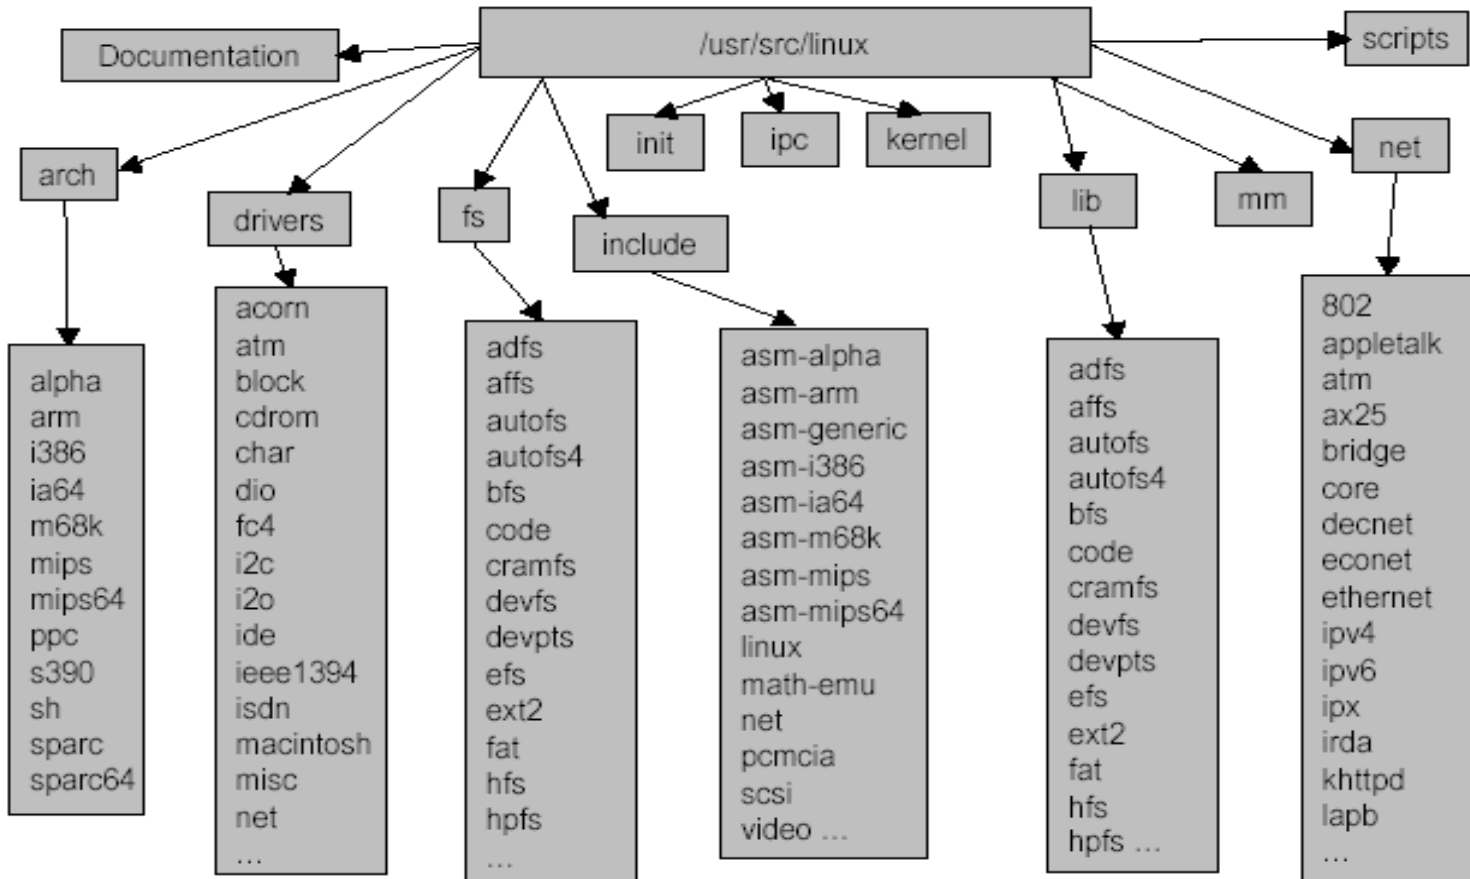 /usr/src/linux
Documentation
scripts
init
ipc
kernel
arch
drivers
fs
include
lib
mm
net
alpha
arm
i386
ia64
m68k
mips
mips64
ppc
s390
sh
sparc
sparc64
acorn
atm
block
cdrom
char
dio
fc4
i2c
i2o
ide
ieee1394
isdn
macintosh
misc
net
...
adfs
affs
autofs
autofs4
bfs
code
cramfs
devfs
devpts
efs
ext2
fat
hfs
hpfs
...
asm-alpha
asm-arm
asm-generic
asm-i386
asm-ia64
asm-m68k
asm-mips
asm-mips64
linux
math-emu
net
pcmcia
scsi
video ...
adfs
affs
autofs
autofs4
bfs
code
cramfs
devfs
devpts
efs
ext2
fat
hfs
hpfs ...
802
appletalk
atm
ax25
bridge
core
decnet
econet
ethernet
ipv4
ipv6
ipx
irda
khttpd
lapb
...